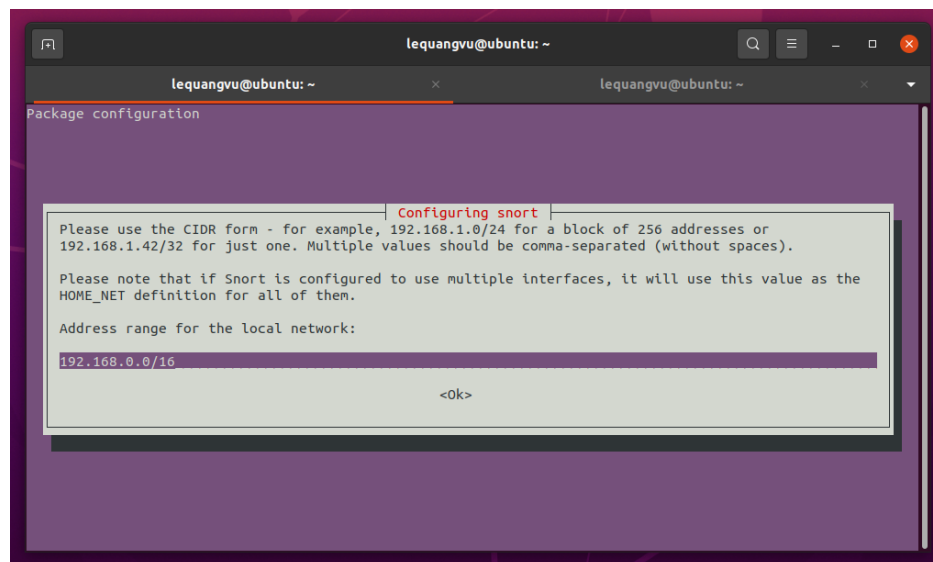 lequangvu@ubuntu: ~
lequangvu@ubuntu: ~
lequangvu@ubuntu: ~
Package configuration
Configuring snort
Please use the CIDR form - for example, 192.168.1.0/24 for a block of 256 addresses or
192.168.1.42/32 for just one. Multiple values should be comma-separated (without spaces).
Please note that if Snort is configured to use multiple interfaces, it will use this value as the
HOME_NET definition for all of them.
Address range for the local network:
192.168.0.0/16
<Ok>